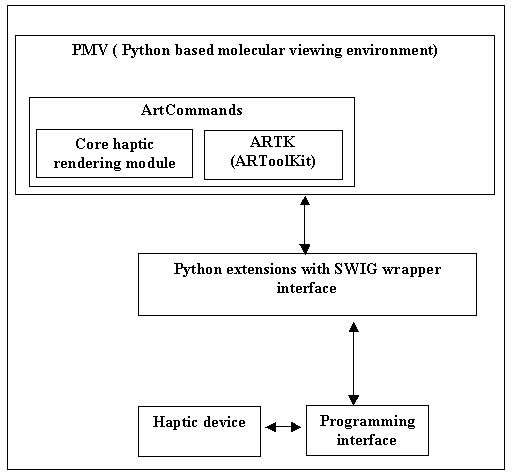 PMV ( Python based molecular viewing environment)
ArtCommands
Core haptic
rendering module
ARTK
(ARToolKit)
Python extensions with SWIG wrapper
interface
Haptic device
Programming
interface